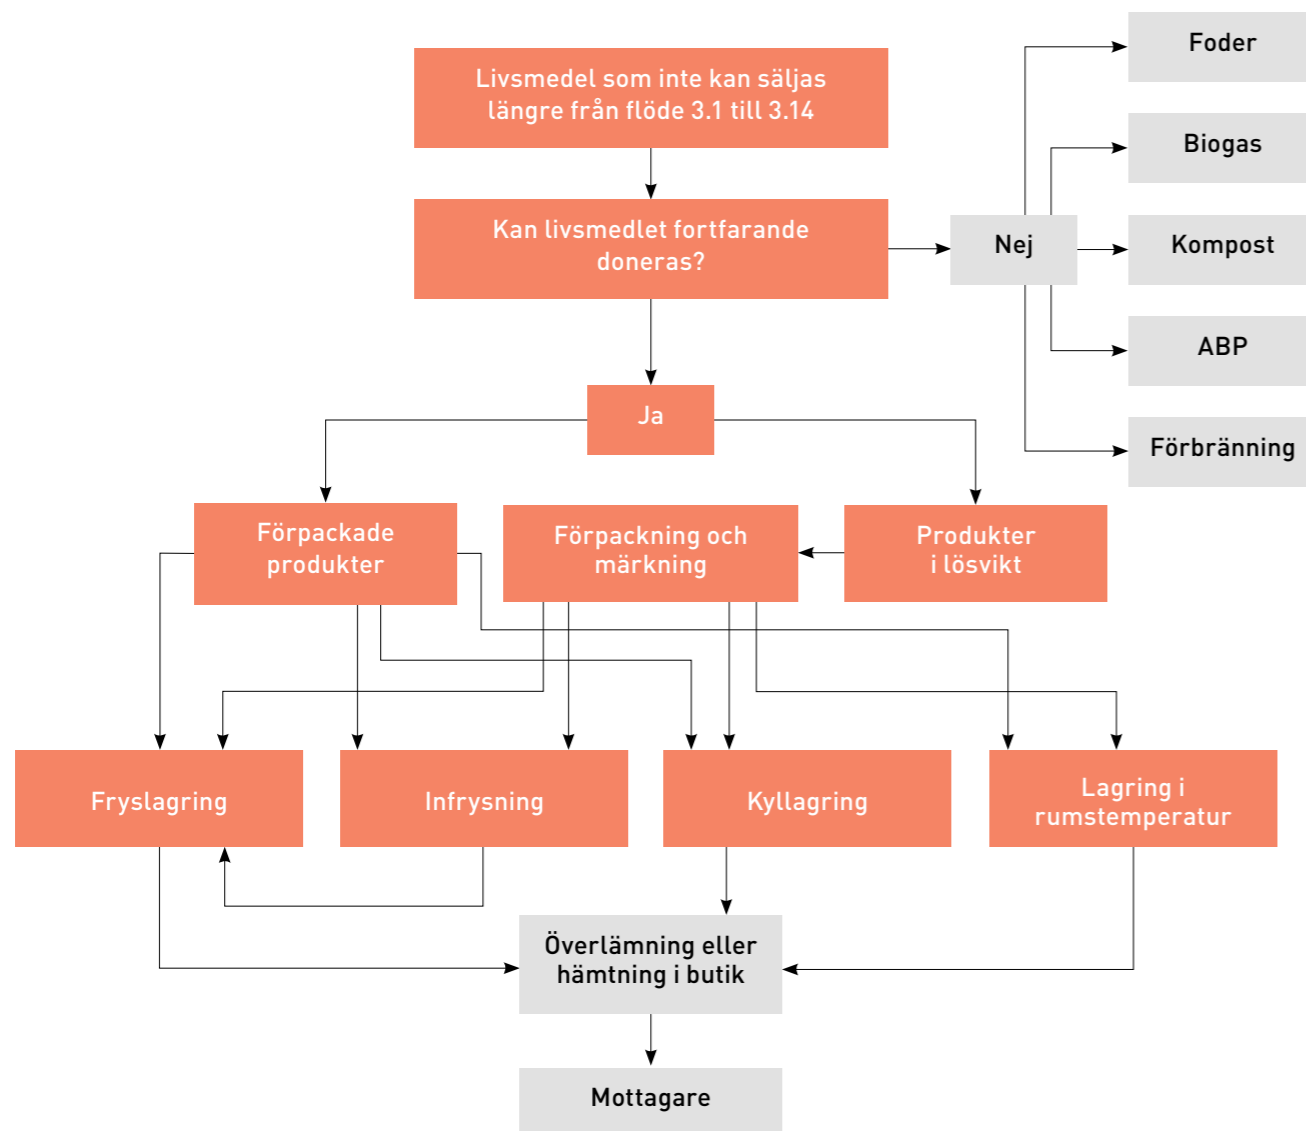 Livsmedel som inte kan säljas
längre från flöde 3.1 till 3.14
Kan livsmedlet fortfarande
doneras?
Nej
Foder
Biogas
Kompost
ABP
Förbränning
Ja
Förpackade
produkter
Förpackning och
märkning
Produkter
i lösvikt
Fryslagring
Infrysning
Kyllagring
Lagring i
rumstemperatur
Överlämning eller
hämtning i butik
Mottagare